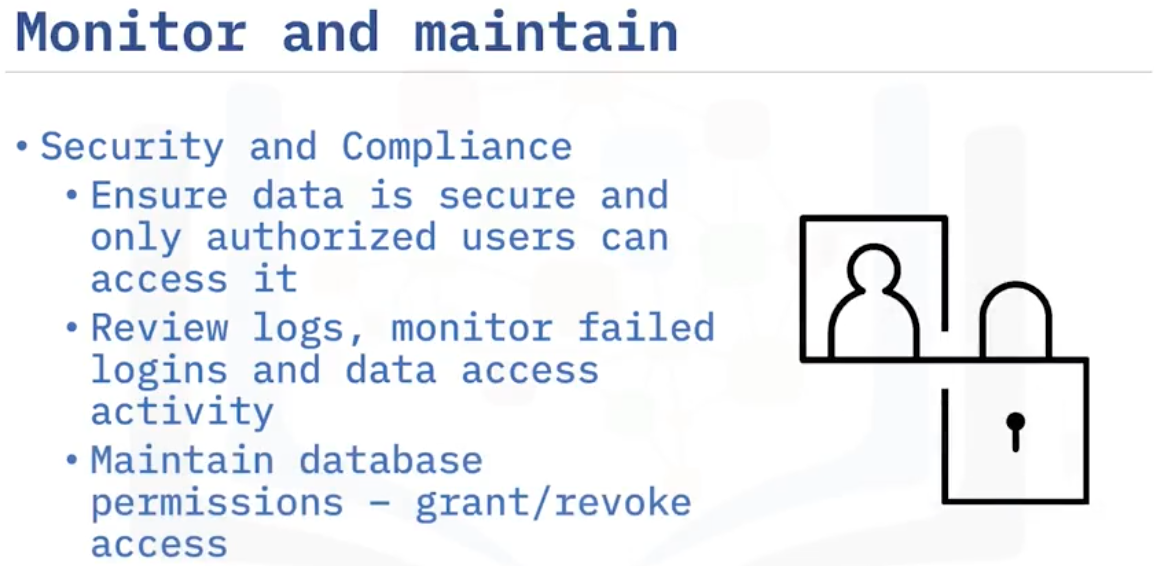 Monitor and maintain
• Security and Compliance
• Ensure data is secure and
only authorized users can
access it
• Review logs, monitor failed
logins and data access
activity
• Maintain database
permissions – grant/revoke
access